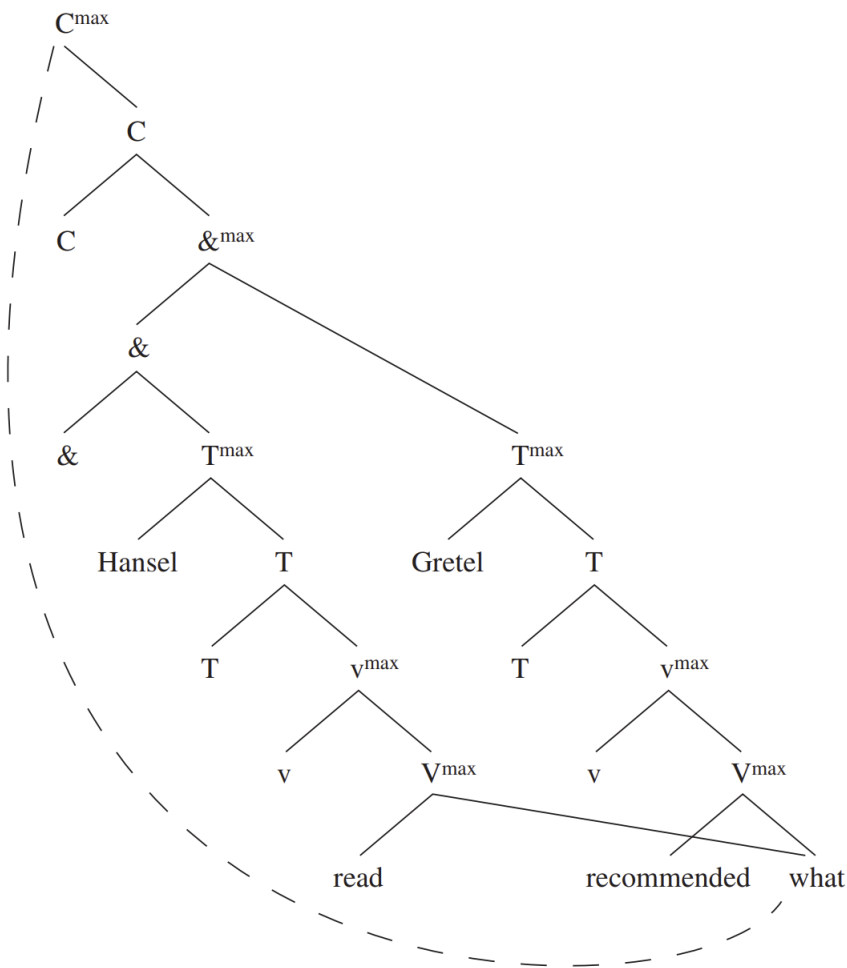 Cmax
C
C &max
&
& Tmax Tmax
Hansel T Gretel T
T vmax T vmax
v Vmax v Vmax
read recommended what